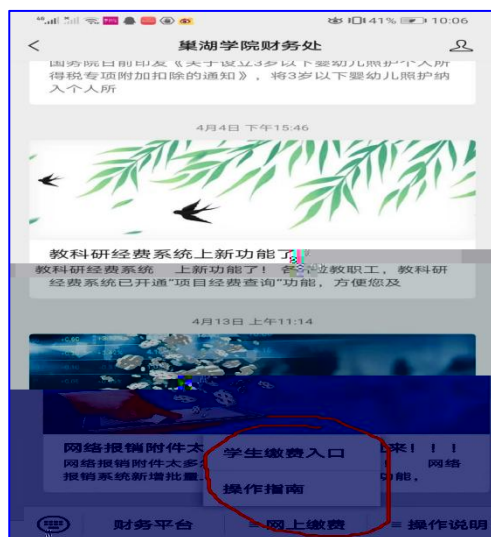 41% 10:06
巢湖学院财务处
国务院日前印发《关于设立3岁以下婴幼儿照护个人所
得税专项附加扣除的通知》，将3岁以下婴幼儿照护纳
入个人所
4月4日 下午15:46
教科研经费系统上新功能了
教科研经费系统 上新功能了！ 各位教职工，教科研
经费系统已开通"项目经费查询"功能，方便您及
4月13日 上午11:14
网络报销附件太 来！！！
网络报销附件太多 网络
报销系统新增批量 功能，
学生缴费入口
操作指南
财务平台 ≡网上缴费 ≡操作说明